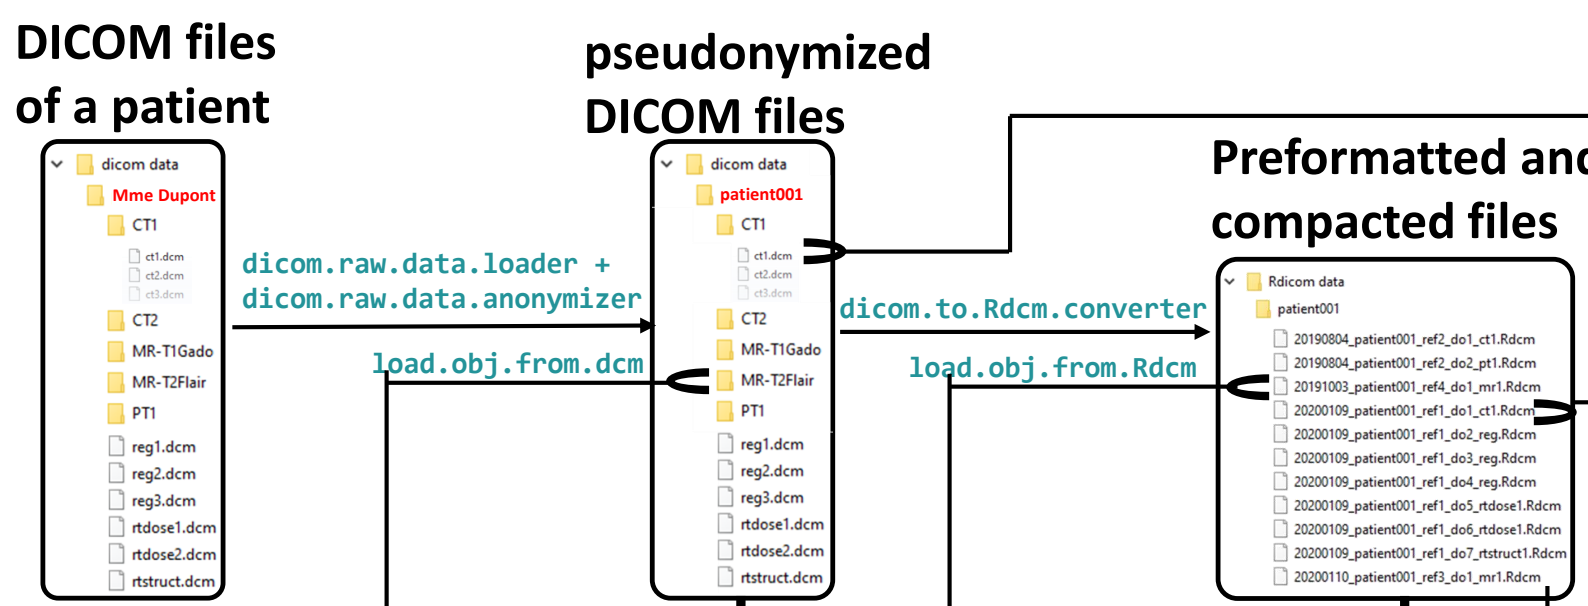 DICOM files
of a patient
dicom data
Mme Dupont
CT1
ct1.dcm
ct2.dcm
ct3.dcm
CT2
MR-T1Gado
MR-T2Flair
PT1
reg1.dcm
reg2.dcm
reg3.dcm
rtdose1.dcm
rtdose2.dcm
rtstruct.dcm
dicom.raw.data.loader +
dicom.raw.data.anonymizer
load.obj.from.dcm
pseudonymized
DICOM files
dicom data
patient001
CT1
ct1.dcm
ct2.dcm
ct3.dcm
CT2
MR-T1Gado
MR-T2Flair
PT1
reg1.dcm
reg2.dcm
reg3.dcm
rtdose1.dcm
rtdose2.dcm
rtstruct.dcm
dicom.to.Rdcm.converter
load.obj.from.Rdcm
Preformatted and
compacted files
Rdicom data
patient001
20190804_patient001_ref2_do1_ct1.Rdcm
20190804_patient001_ref2_do2_pt1.Rdcm
20191003_patient001_ref4_do1_mr1.Rdcm
20200109_patient001_ref1_do1_ct1.Rdcm
20200109_patient001_ref1_do2_reg.Rdcm
20200109_patient001_ref1_do3_reg.Rdcm
20200109_patient001_ref1_do4_reg.Rdcm
20200109_patient001_ref1_do5_rtdose1.Rdcm
20200109_patient001_ref1_do6_rtdose1.Rdcm
20200109_patient001_ref1_do7_rtstruct1.Rdcm
20200110_patient001_ref3_do1_mr1.Rdcm